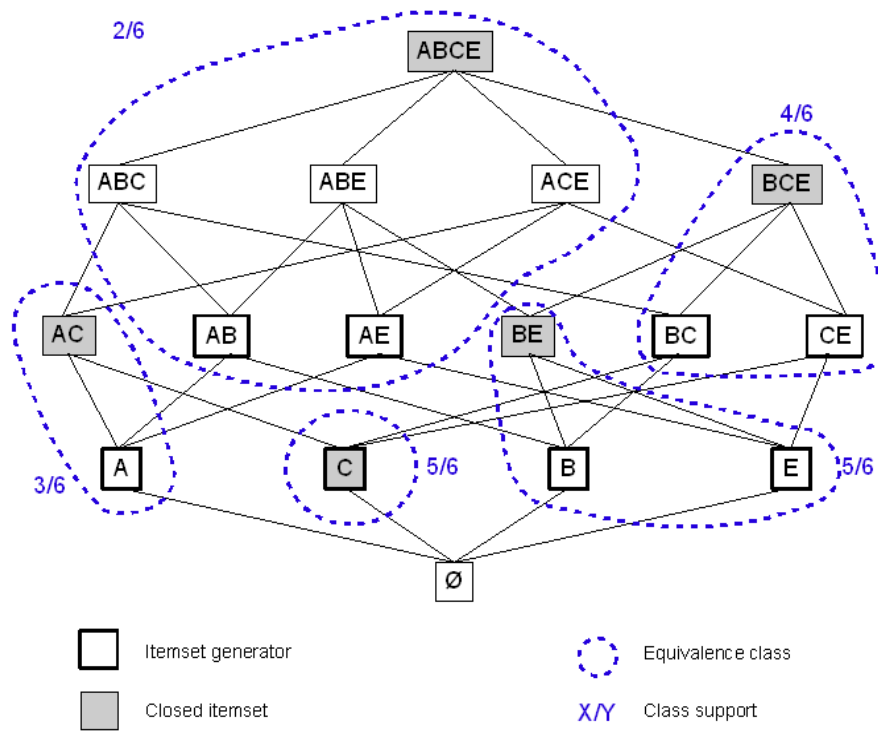 2/6
ABCE
4/6
ABC ABE ACE BCE
AC AB AE BE BC CE
A C B E
3/6 5/6 5/6
Ø
Itemset generator Equivalence class
Closed itemset X/Y Class support